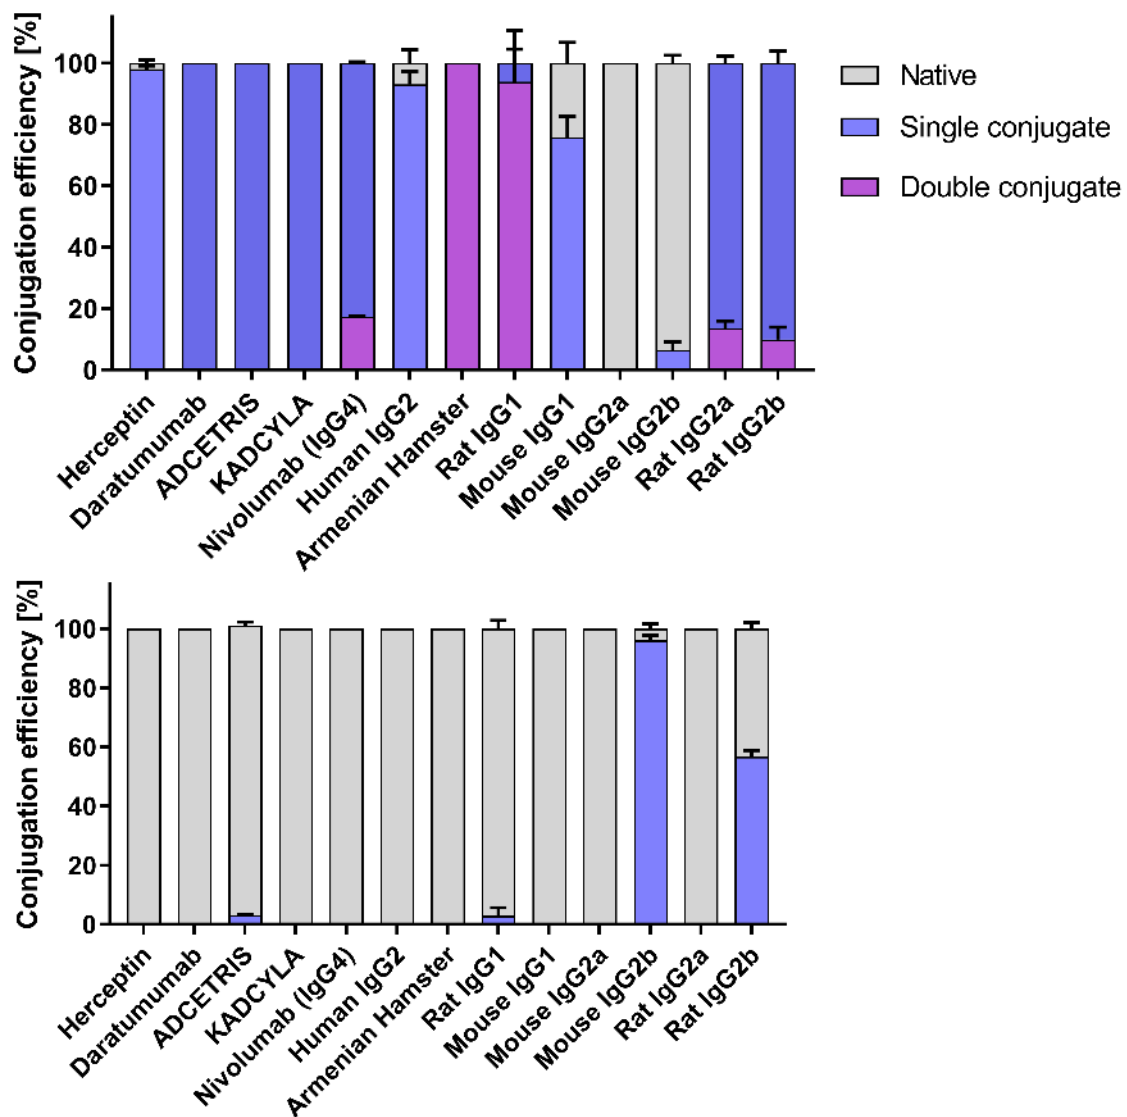 Conjugation efficiency [%]
100
80
60
40
20
0
Herceptin
Daratumumab
ADCETRIS
KADCYLA
Nivolumab (IgG4)
Human IgG2
Armenian Hamster
Rat IgG1
Mouse IgG1
Mouse IgG2a
Mouse IgG2b
Rat IgG2a
Rat IgG2b
Native
Single conjugate
Double conjugate
Conjugation efficiency [%]
100
80
60
40
20
0
Herceptin
Daratumumab
ADCETRIS
KADCYLA
Nivolumab (IgG4)
Human IgG2
Armenian Hamster
Rat IgG1
Mouse IgG1
Mouse IgG2a
Mouse IgG2b
Rat IgG2a
Rat IgG2b